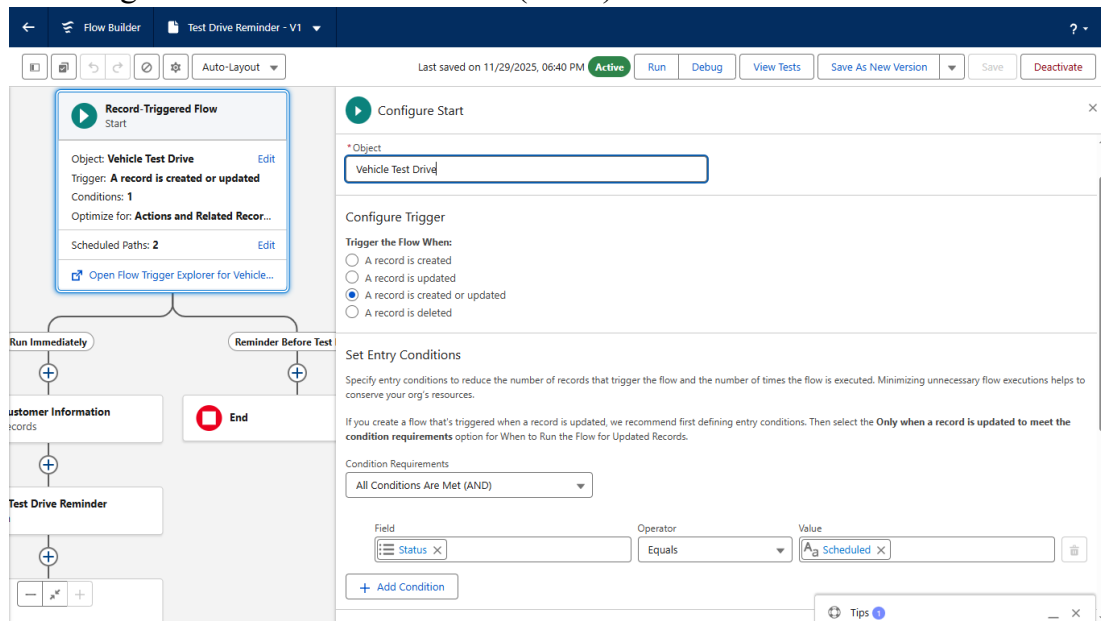 Flow Builder
Test Drive Reminder - V1
?
Auto-Layout
Last saved on 11/29/2025, 06:40 PM
Active
Run
Debug
View Tests
Save As New Version
Save
Deactivate
Record-Triggered Flow
Start
Object: Vehicle Test Drive
Edit
Trigger: A record is created or updated
Conditions: 1
Optimize for: Actions and Related Recor...
Scheduled Paths: 2
Edit
Open Flow Trigger Explorer for Vehicle...
Run Immediately
Reminder Before Test
ustomer Information
ecords
End
Test Drive Reminder
Configure Start
*Object
Vehicle Test Drive
Configure Trigger
Trigger the Flow When:
A record is created
A record is updated
A record is created or updated
A record is deleted
Set Entry Conditions
Specify entry conditions to reduce the number of records that trigger the flow and the number of times the flow is executed. Minimizing unnecessary flow executions helps to
conserve your org's resources.
If you create a flow that's triggered when a record is updated, we recommend first defining entry conditions. Then select the Only when a record is updated to meet the
condition requirements option for When to Run the Flow for Updated Records.
Condition Requirements
All Conditions Are Met (AND)
Field
Operator
Value
Status
Equals
Aa Scheduled
+ Add Condition
Tips 1